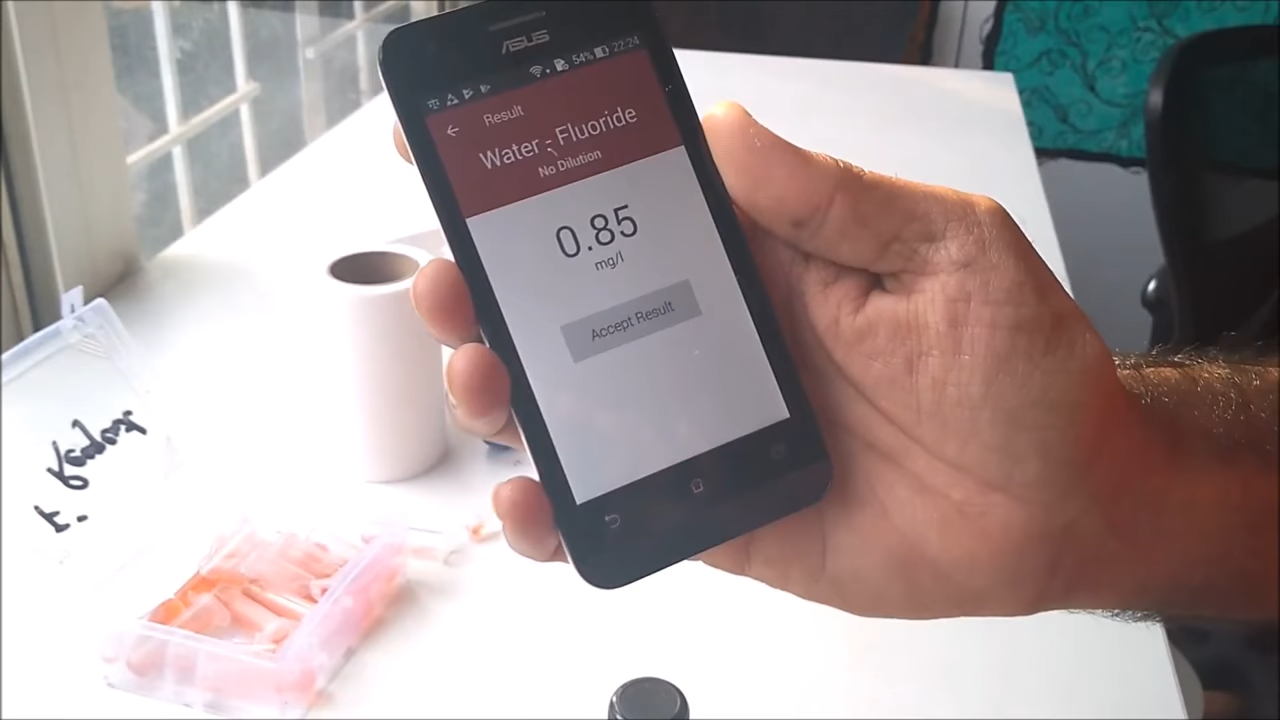 ASUS
54% 22:24
Result
Water - Fluoride
No Dilution
0.85
mg/l
Accept Result